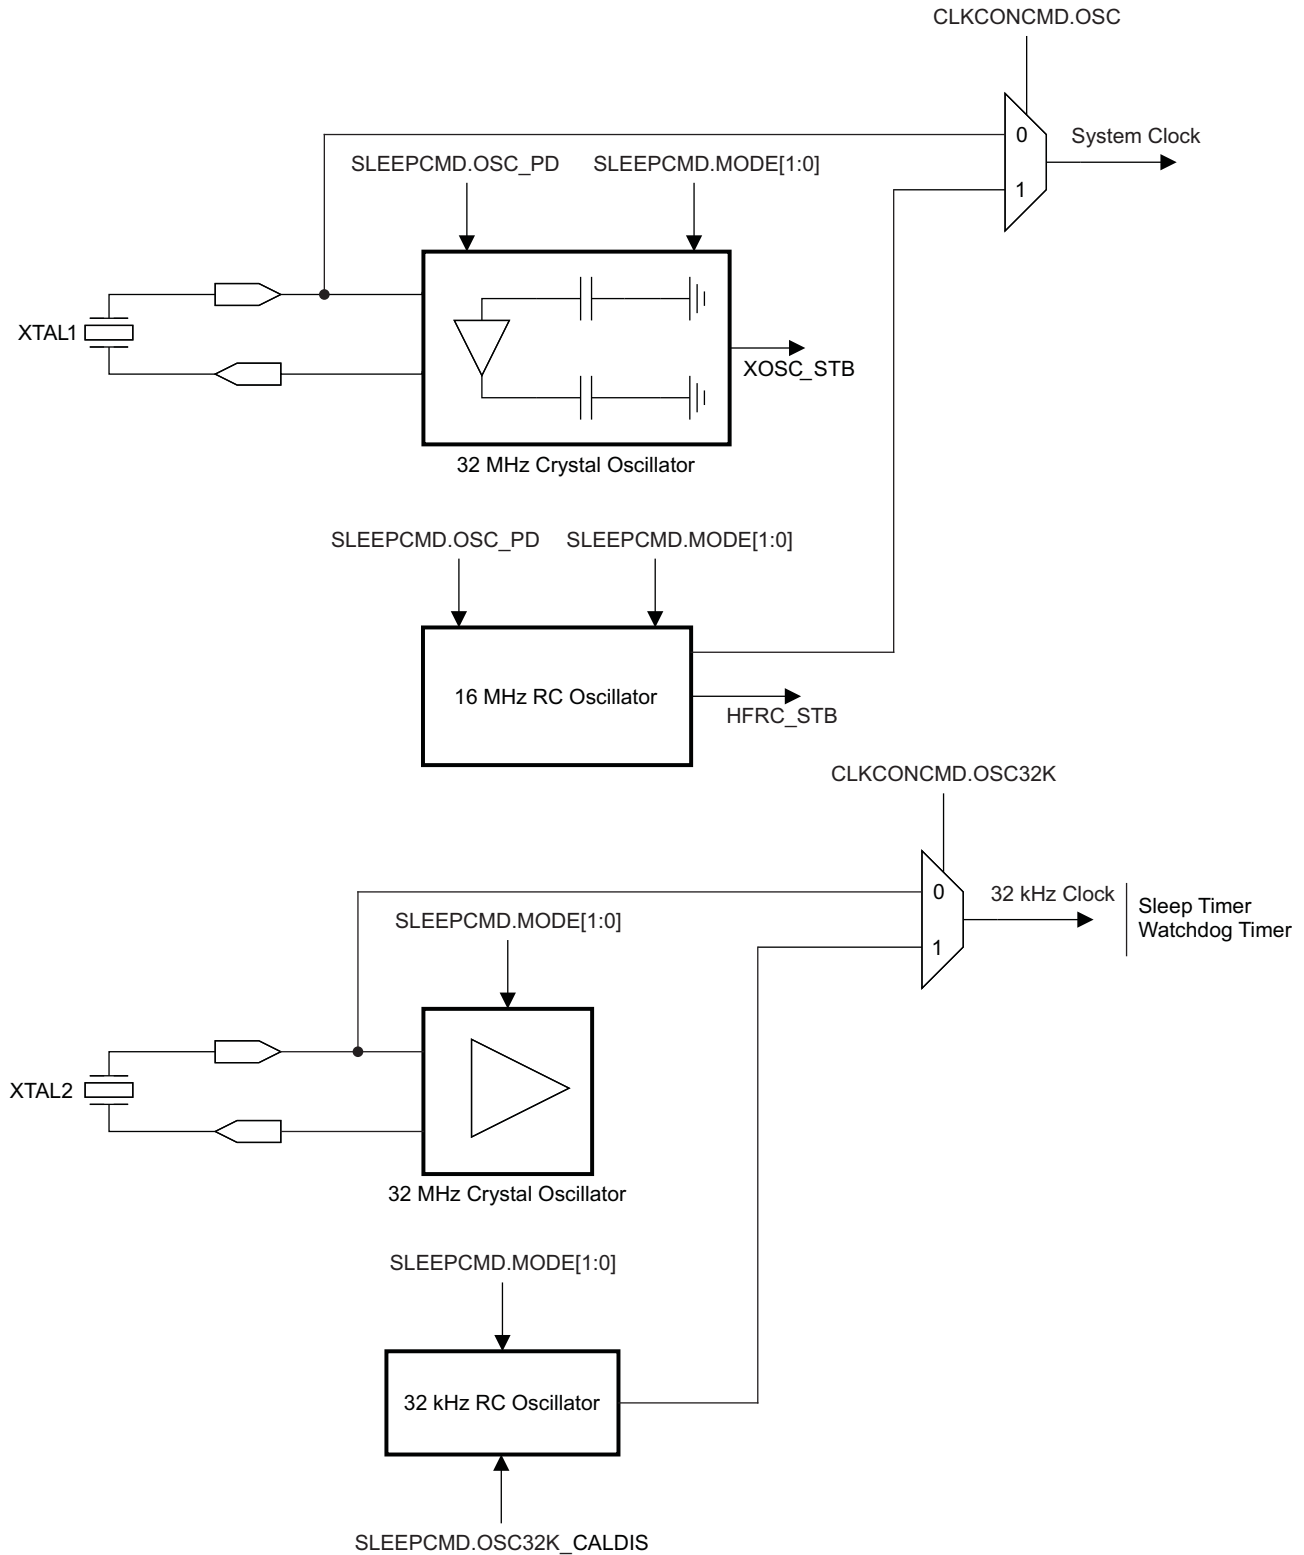 CLKCONCMD.OSC
0
System Clock
SLEEPCMD.OSC_PD
SLEEPCMD.MODE[1:0]
1
XTAL1
XOSC_STB
32 MHz Crystal Oscillator
SLEEPCMD.OSC_PD
SLEEPCMD.MODE[1:0]
16 MHz RC Oscillator
HFRC_STB
CLKCONCMD.OSC32K
0
32 kHz Clock
Sleep Timer
Watchdog Timer
SLEEPCMD.MODE[1:0]
1
XTAL2
32 MHz Crystal Oscillator
SLEEPCMD.MODE[1:0]
32 kHz RC Oscillator
SLEEPCMD.OSC32K_CALDIS